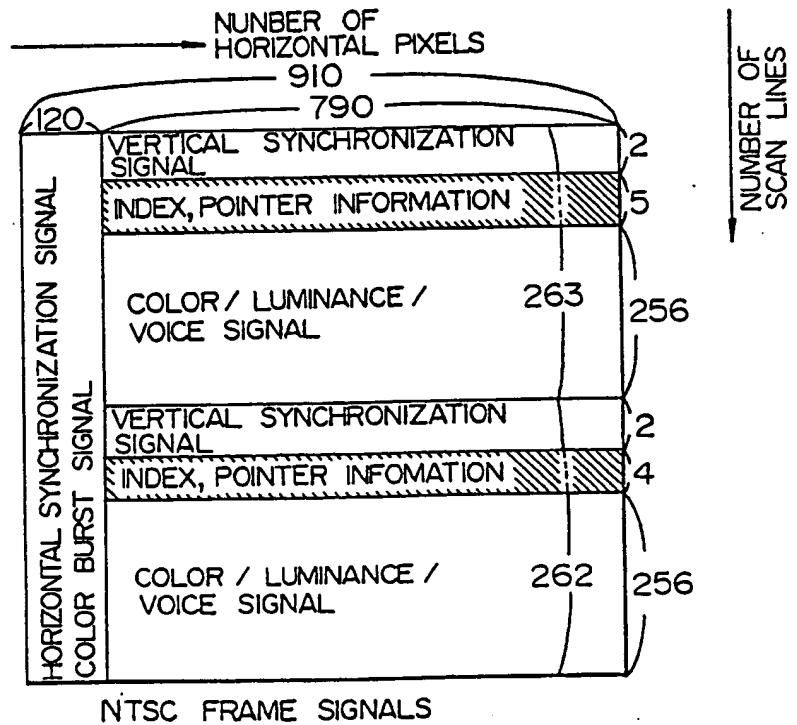 NUNBER OF
HORIZONTAL PIXELS
910
790
120
VERTICAL SYNCHRONIZATION
SIGNAL
2
INDEX, POINTER INFORMATION
5
COLOR / LUMINANCE /
VOICE SIGNAL
263
256
VERTICAL SYNCHRONIZATION
SIGNAL
2
INDEX, POINTER INFOMATION
4
COLOR / LUMINANCE /
VOICE SIGNAL
262
256
HORIZONTAL SYNCHRONIZATION SIGNAL
COLOR BURST SIGNAL
NUMBER OF
SCAN LINES
NTSC FRAME SIGNALS